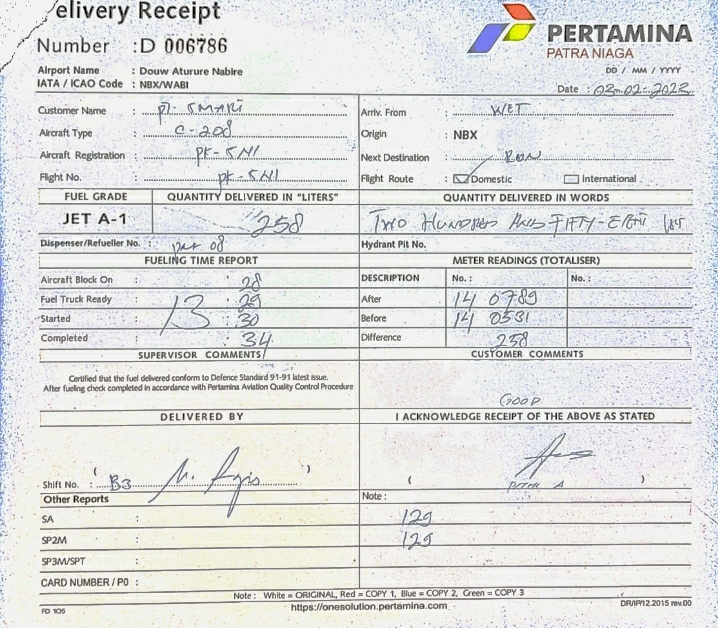 elivery Receipt
Number : D 006786
PERTAMINA
PATRA NIAGA
Airport Name : Douw Aturure Nabire
IATA / ICAO Code : NBX/WABI
DD / MM / YYYY
Date : 03-02-2023
Customer Name : PT. SMART
Aircraft Type : C-208
Aircraft Registration : PK-SNI
Flight No. : PK-SNI
Arriv. From : WET
Origin : NBX
Next Destination :
Flight Route : Domestic International
FUEL GRADE QUANTITY DELIVERED IN "LITERS" QUANTITY DELIVERED IN WORDS
JET A-1 258 TWO HUNDRED AND FIFTY-EIGHT
Dispenser/Refueller No. : 08 Hydrant Pit No.
FUELING TIME REPORT METER READINGS (TOTALISER)
Aircraft Block On : 28
Fuel Truck Ready : 29
Started 13 : 30
Completed : 34
DESCRIPTION No. : No. :
After 14 0789
Before 14 0531
Difference 258
SUPERVISOR COMMENTS CUSTOMER COMMENTS
Certified that the fuel delivered conform to Defence Standard 91-91 latest issue.
After fueling check completed in accordance with Pertamina Aviation Quality Control Procedure
GOOD
DELIVERED BY I ACKNOWLEDGE RECEIPT OF THE ABOVE AS STATED
( )
Shift No. : B3
( )
Other Reports Note :
SA : 129
SP2M : 129
SP3M/SPT :
CARD NUMBER / PO :
Note : White = ORIGINAL, Red = COPY 1, Blue = COPY 2, Green = COPY 3
FD 105 https://onesolution.pertamina.com DR/IP/12.2015 rev.00